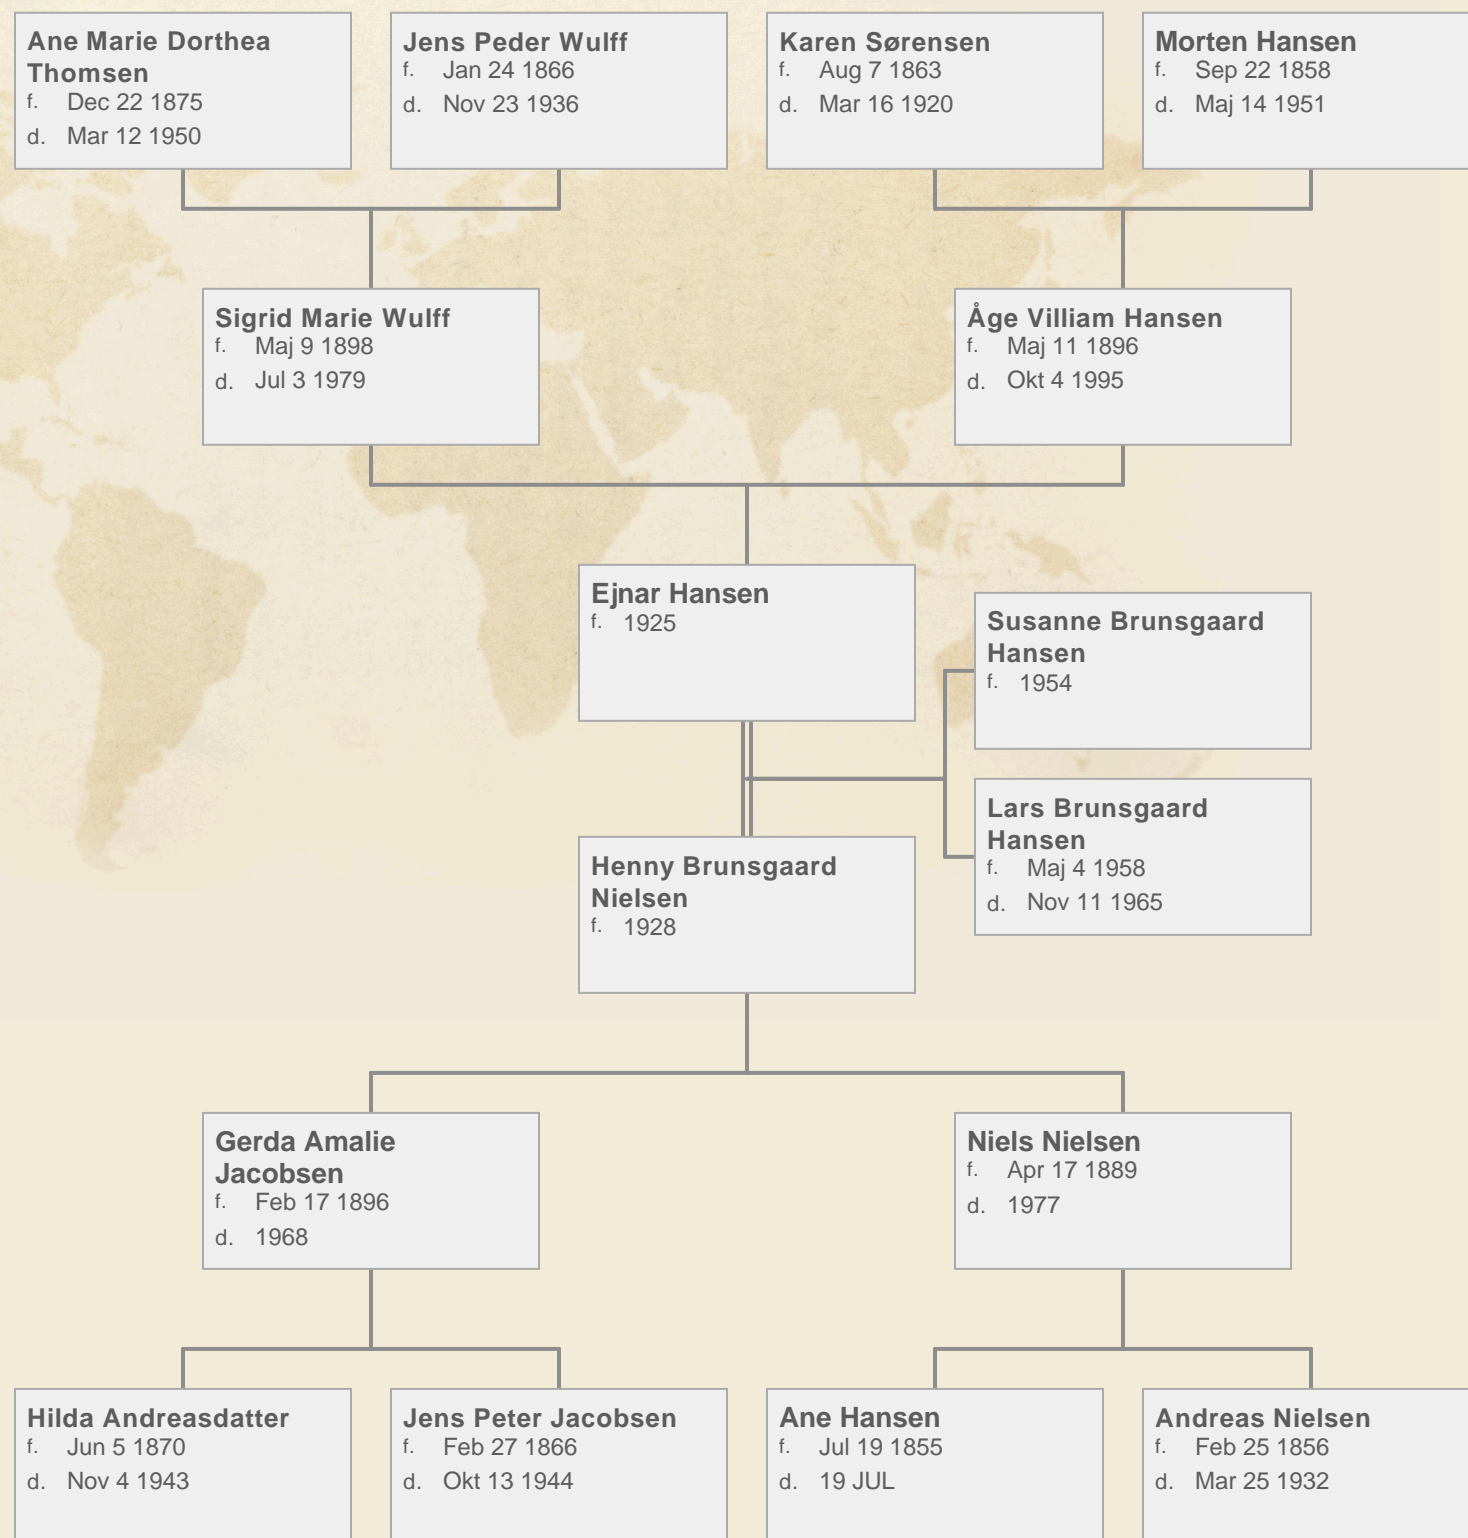 Ane Marie Dorthea
Thomsen
f. Dec 22 1875
d. Mar 12 1950
Jens Peder Wulff
f. Jan 24 1866
d. Nov 23 1936
Karen Sørensen
f. Aug 7 1863
d. Mar 16 1920
Morten Hansen
f. Sep 22 1858
d. Maj 14 1951
Sigrid Marie Wulff
f. Maj 9 1898
d. Jul 3 1979
Åge Villiam Hansen
f. Maj 11 1896
d. Okt 4 1995
Ejnar Hansen
f. 1925
Susanne Brunsgaard
Hansen
f. 1954
Lars Brunsgaard
Hansen
f. Maj 4 1958
d. Nov 11 1965
Henny Brunsgaard
Nielsen
f. 1928
Gerda Amalie
Jacobsen
f. Feb 17 1896
d. 1968
Niels Nielsen
f. Apr 17 1889
d. 1977
Hilda Andreasdatter
f. Jun 5 1870
d. Nov 4 1943
Jens Peter Jacobsen
f. Feb 27 1866
d. Okt 13 1944
Ane Hansen
f. Jul 19 1855
d. 19 JUL
Andreas Nielsen
f. Feb 25 1856
d. Mar 25 1932